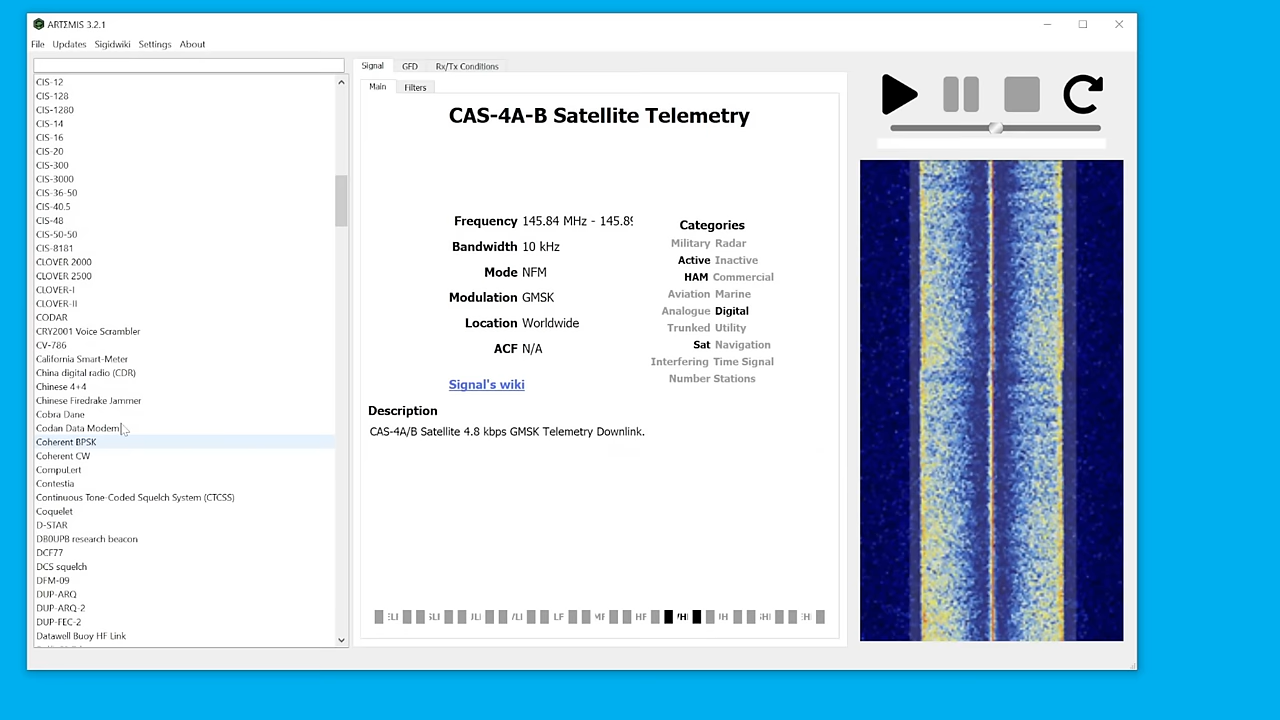 ARTΣMIS 3.2.1
File Updates Sigidwiki Settings About
CIS-12
CIS-128
CIS-1280
CIS-14
CIS-16
CIS-20
CIS-300
CIS-3000
CIS-36-50
CIS-40.5
CIS-48
CIS-50-50
CIS-8181
CLOVER 2000
CLOVER 2500
CLOVER-I
CLOVER-II
CODAR
CRY2001 Voice Scrambler
CV-786
California Smart-Meter
China digital radio (CDR)
Chinese 4+4
Chinese Firedrake Jammer
Cobra Dane
Codan Data Modem
Coherent BPSK
Coherent CW
CompuLert
Contestia
Continuous Tone-Coded Squelch System (CTCSS)
Coquelet
D-STAR
DB0UPB research beacon
DCF77
DCS squelch
DFM-09
DUP-ARQ
DUP-ARQ-2
DUP-FEC-2
Datawell Buoy HF Link
Signal GFD Rx/Tx Conditions
Main Filters
CAS-4A-B Satellite Telemetry
Frequency 145.84 MHz - 145.89
Bandwidth 10 kHz
Mode NFM
Modulation GMSK
Location Worldwide
ACF N/A
Signal's wiki
Categories
Military Radar
Active Inactive
HAM Commercial
Aviation Marine
Analogue Digital
Trunked Utility
Sat Navigation
Interfering Time Signal
Number Stations
Description
CAS-4A/B Satellite 4.8 kbps GMSK Telemetry Downlink.
LF HF